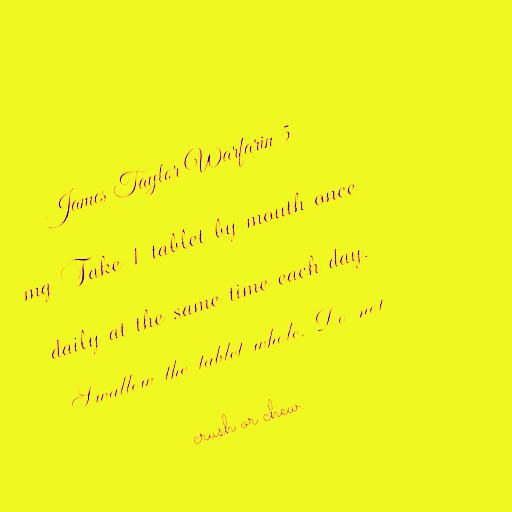 James Taylor Warfarin 5
mg Take 1 tablet by mouth once
daily at the same time each day.
Swallow the tablet whole. Do not
crush or chew.